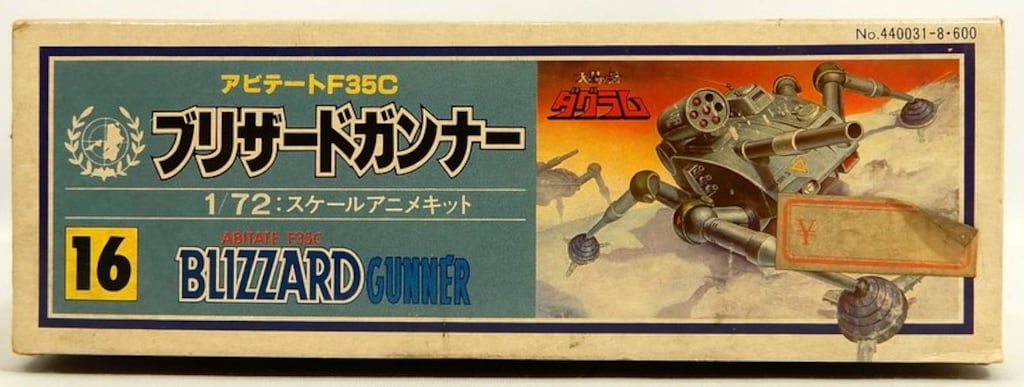 No.440031-8・600
アビテートF35C
ブリザードガンナー
1/72:スケールアニメキット
16
ABITATE F35C
BLIZZARD GUNNER
太陽の牙
ダグラム
¥